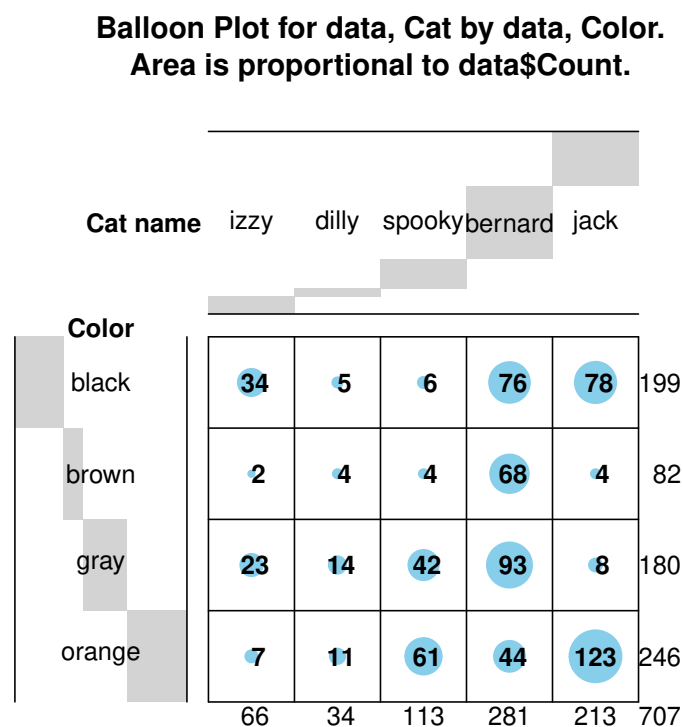 Balloon Plot for data, Cat by data, Color.
Area is proportional to data$Count.
Cat name izzy dilly spooky bernard jack
Color
black 34 5 6 76 78 199
brown 2 4 4 68 4 82
gray 23 14 42 93 8 180
orange 7 11 61 44 123 246
66 34 113 281 213 707